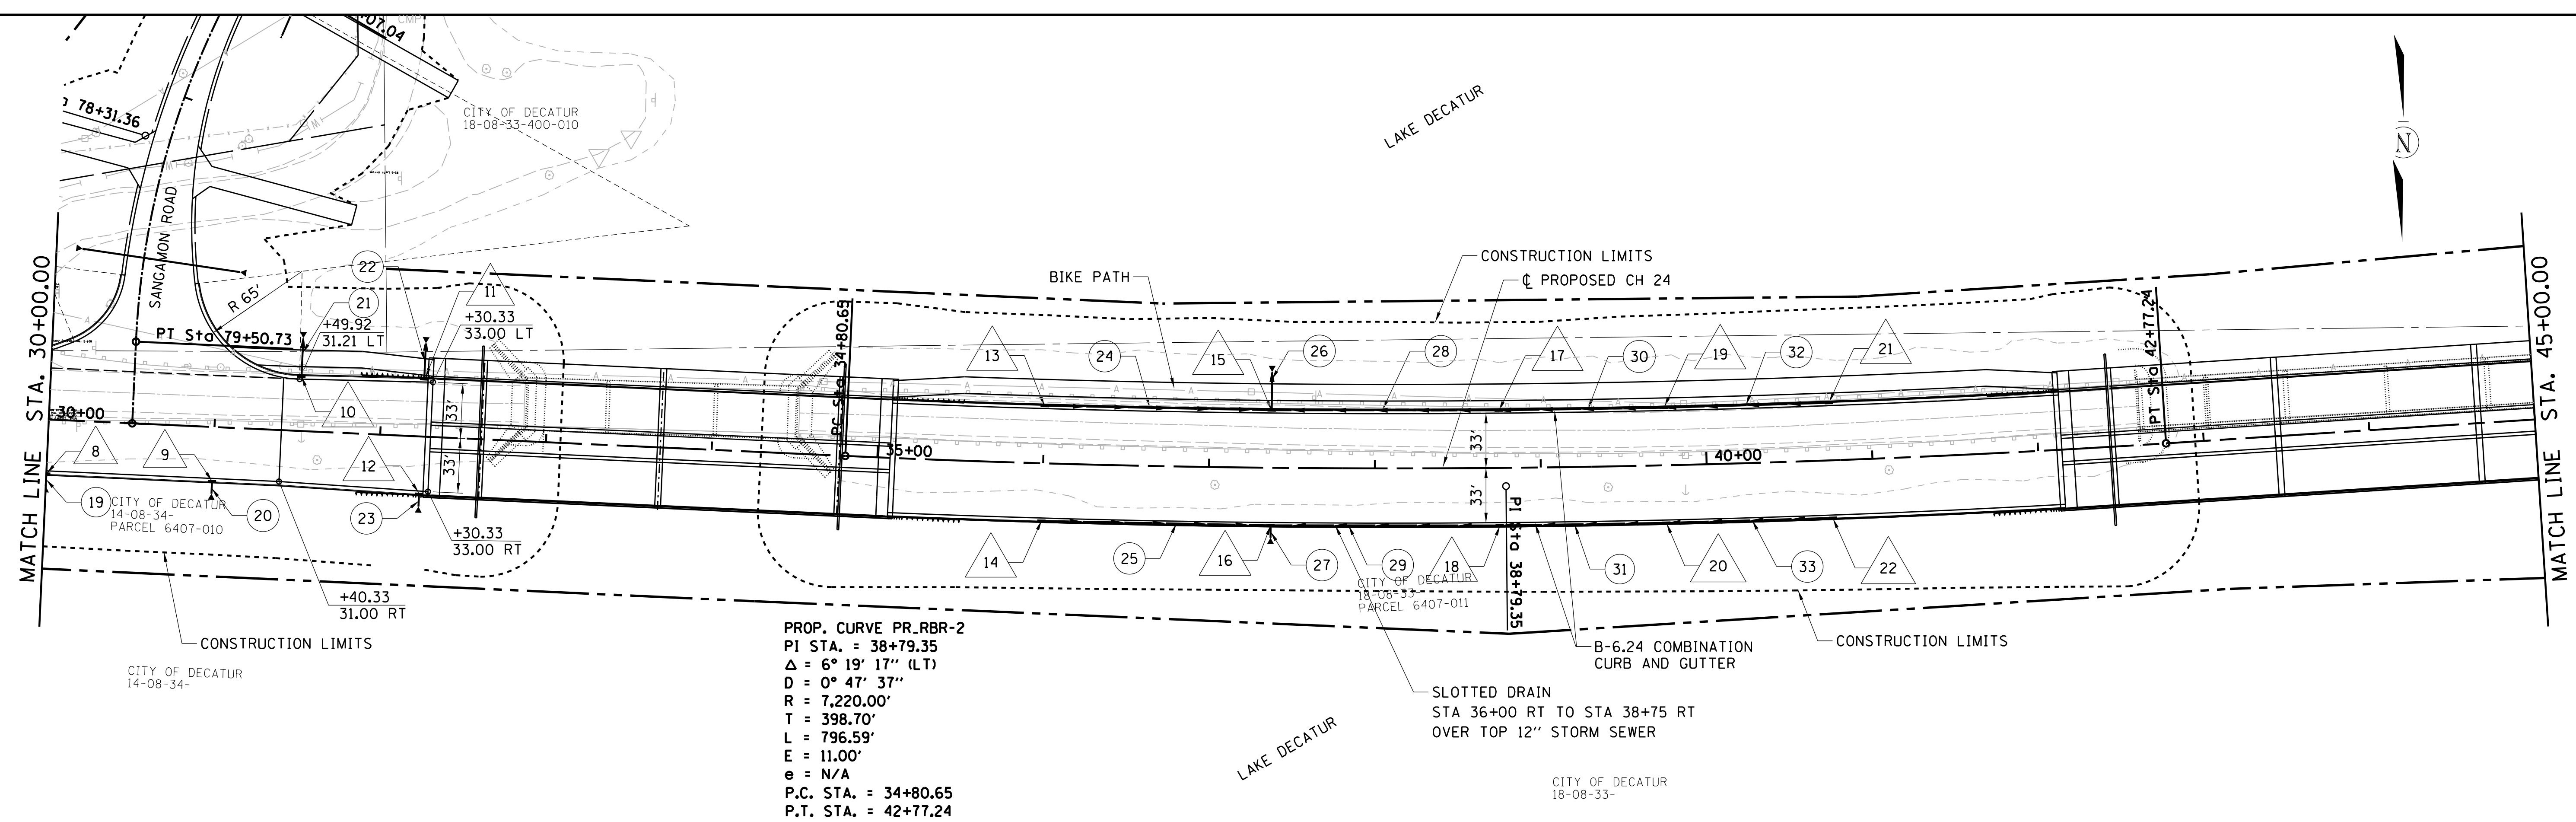 CMP
07.04
78+31.36
CITY OF DECATUR
18-08-33-400-010
LAKE DECATUR
N
SANGAMON ROAD
T
R 65'
MATCH LINE STA. 30+00.00
MATCH LINE STA. 45+00.00
22
21
11
+49.92
31.21 LT
+30.33
33.00 LT
PT Sta 79+50.73
10
30+00
8
9
12
33'
33'
19
20
23
CITY OF DECATUR
14-08-34-
PARCEL 6407-010
+30.33
33.00 RT
+40.33
31.00 RT
CONSTRUCTION LIMITS
CITY OF DECATUR
14-08-34-
BIKE PATH
CONSTRUCTION LIMITS
℄ PROPOSED CH 24
PC Sta 34+80.65
PT Sta 42+77.24
13
24
15
26
28
17
30
19
32
21
35+00
40+00
33'
33'
PI Sta 38+79.35
14
25
16
27
29
18
31
20
33
22
CITY OF DECATUR
18-08-33-
PARCEL 6407-011
PROP. CURVE PR_RBR-2
PI STA. = 38+79.35
Δ = 6° 19' 17" (LT)
D = 0° 47' 37"
R = 7,220.00'
T = 398.70'
L = 796.59'
E = 11.00'
e = N/A
P.C. STA. = 34+80.65
P.T. STA. = 42+77.24
B-6.24 COMBINATION
CURB AND GUTTER
CONSTRUCTION LIMITS
SLOTTED DRAIN
STA 36+00 RT TO STA 38+75 RT
OVER TOP 12" STORM SEWER
LAKE DECATUR
CITY OF DECATUR
18-08-33-